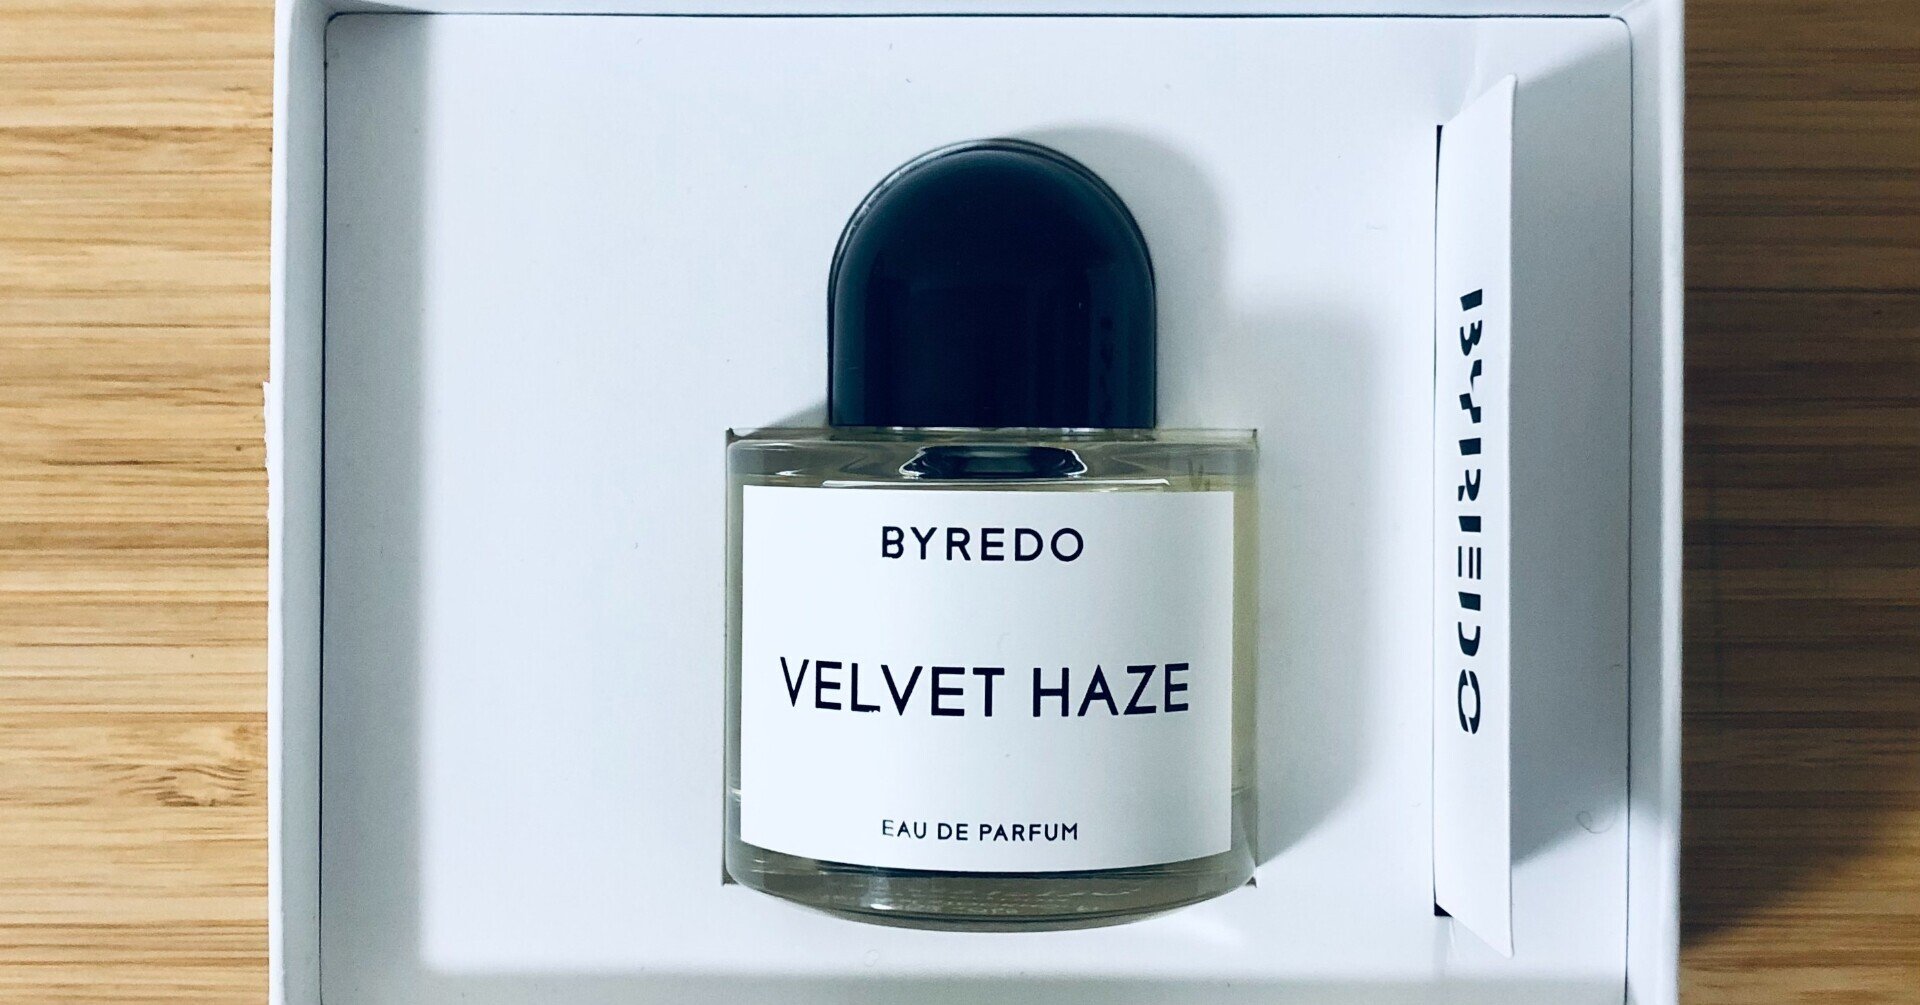 BYREDO
VELVET HAZE
EAU DE PARFUM
BYREDO